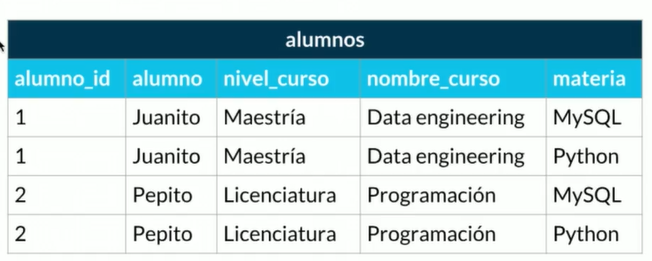 alumnos
alumno_id alumno nivel_curso nombre_curso materia
1 Juanito Maestría Data engineering MySQL
1 Juanito Maestría Data engineering Python
2 Pepito Licenciatura Programación MySQL
2 Pepito Licenciatura Programación Python